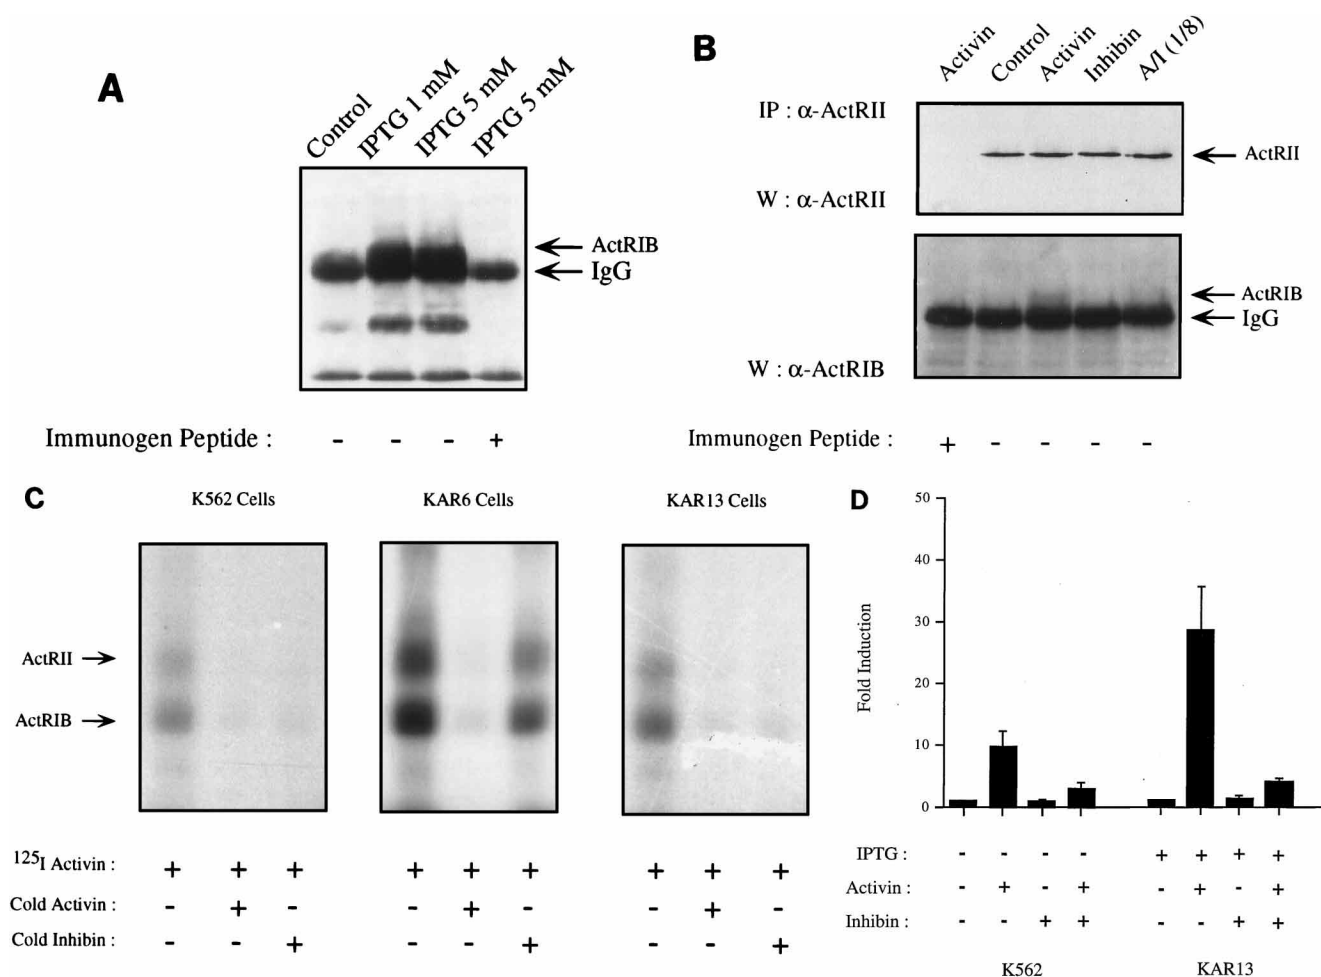 A
Control
IPTG 1 mM
IPTG 5 mM
IPTG 5 mM
ActRIB
IgG
Immunogen Peptide : - - - +
B
Activin
Control
Activin
Inhibin
A/I (1/8)
IP : α-ActRII
ActRII
W : α-ActRII
ActRIB
IgG
W : α-ActRIB
Immunogen Peptide : + - - - -
C
K562 Cells
KAR6 Cells
KAR13 Cells
ActRII
ActRIB
125I Activin : + + + + + + + + +
Cold Activin : - + - - + - - + -
Cold Inhibin : - - + - - + - - +
D
50
40
30
20
10
0
Fold Induction
IPTG : - - - - + + + +
Activin : - + - + - + - +
Inhibin : - - + + - - + +
K562
KAR13